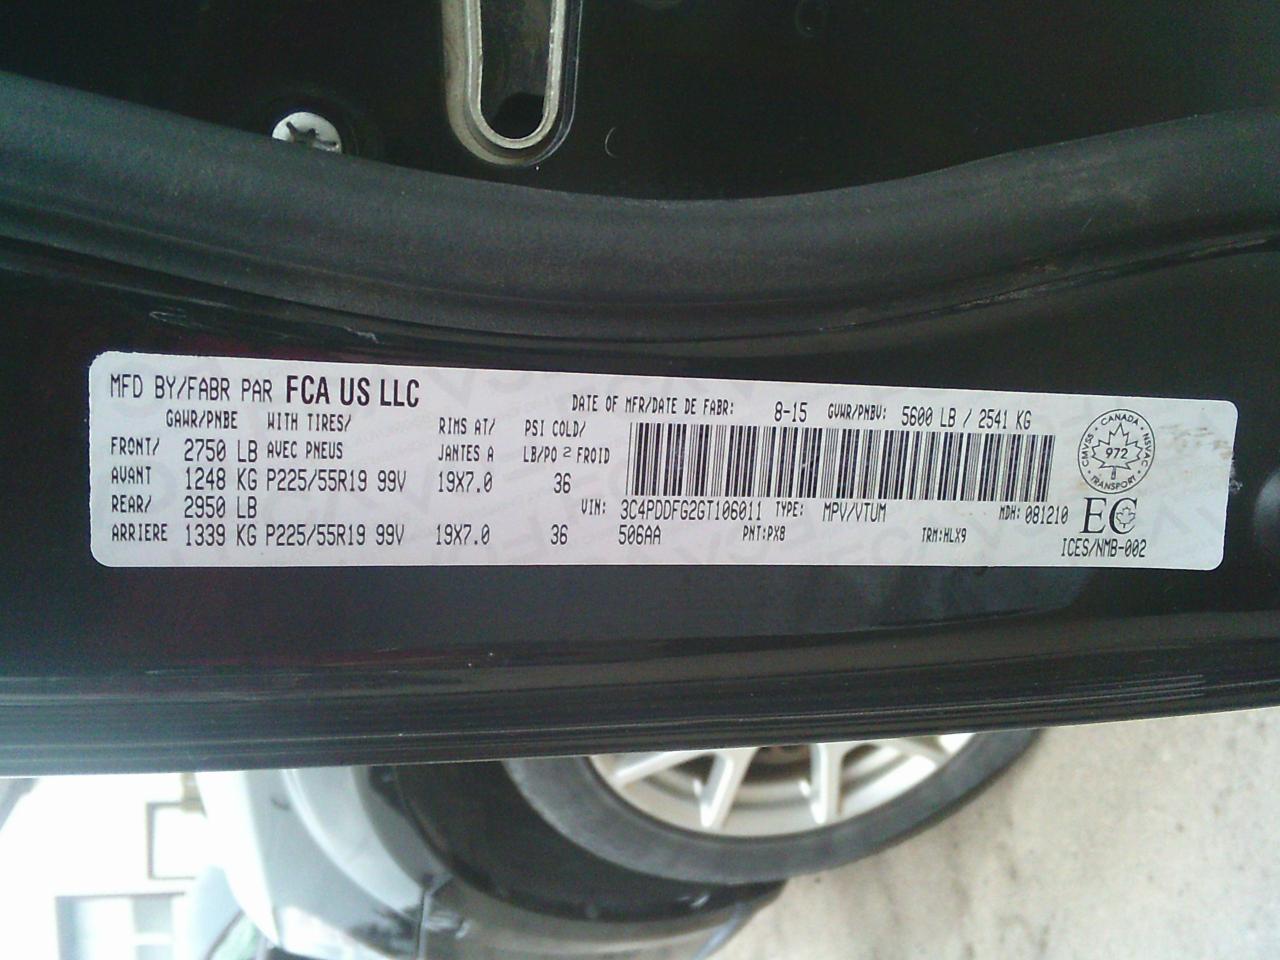 MFD BY/FABR PAR FCA US LLC
DATE OF MFR/DATE DE FABR: 8-15 GVWR/PNBV: 5600 LB / 2541 KG
GAWR/PNBE WITH TIRES/ RIMS AT/ PSI COLD/
FRONT/ 2750 LB AVEC PNEUS JANTES A LB/PO 2 FROID
AVANT 1248 KG P225/55R19 99V 19X7.0 36
REAR/ 2950 LB
ARRIERE 1339 KG P225/55R19 99V 19X7.0 36
VIN: 3C4PDDFG2GT106011 TYPE: MPV/VTUM MDH: 081210
506AA PNT:PX8 TRM:HLX9
CANADA
CMVSS • NSVAC
972
8
TRANSPORT
EC
ICES/NMB-002